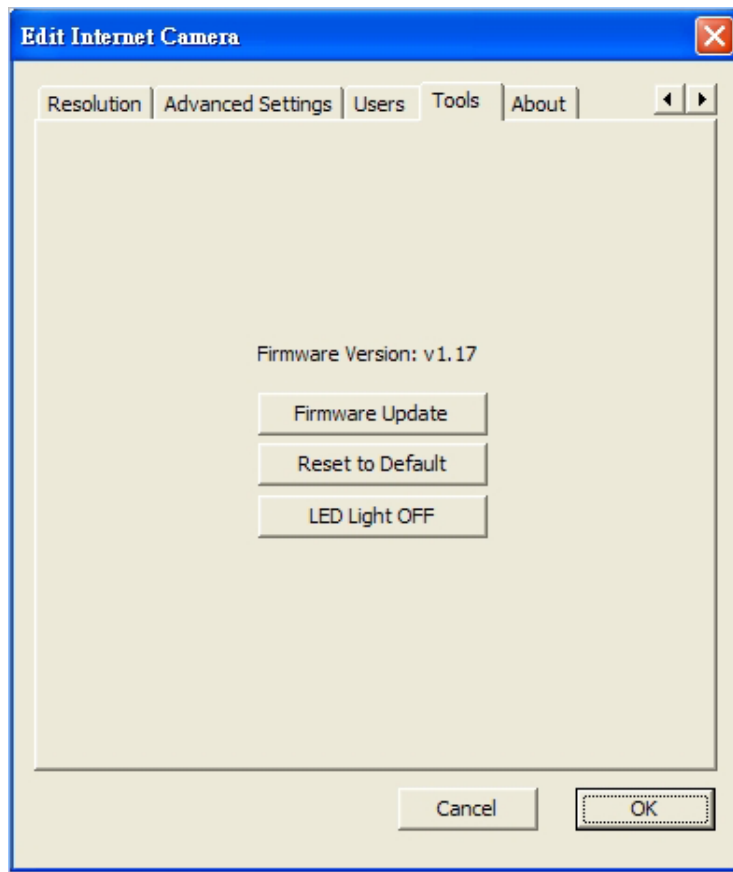 Edit Internet Camera
Resolution Advanced Settings Users Tools About
Firmware Version: v1.17
Firmware Update
Reset to Default
LED Light OFF
Cancel OK